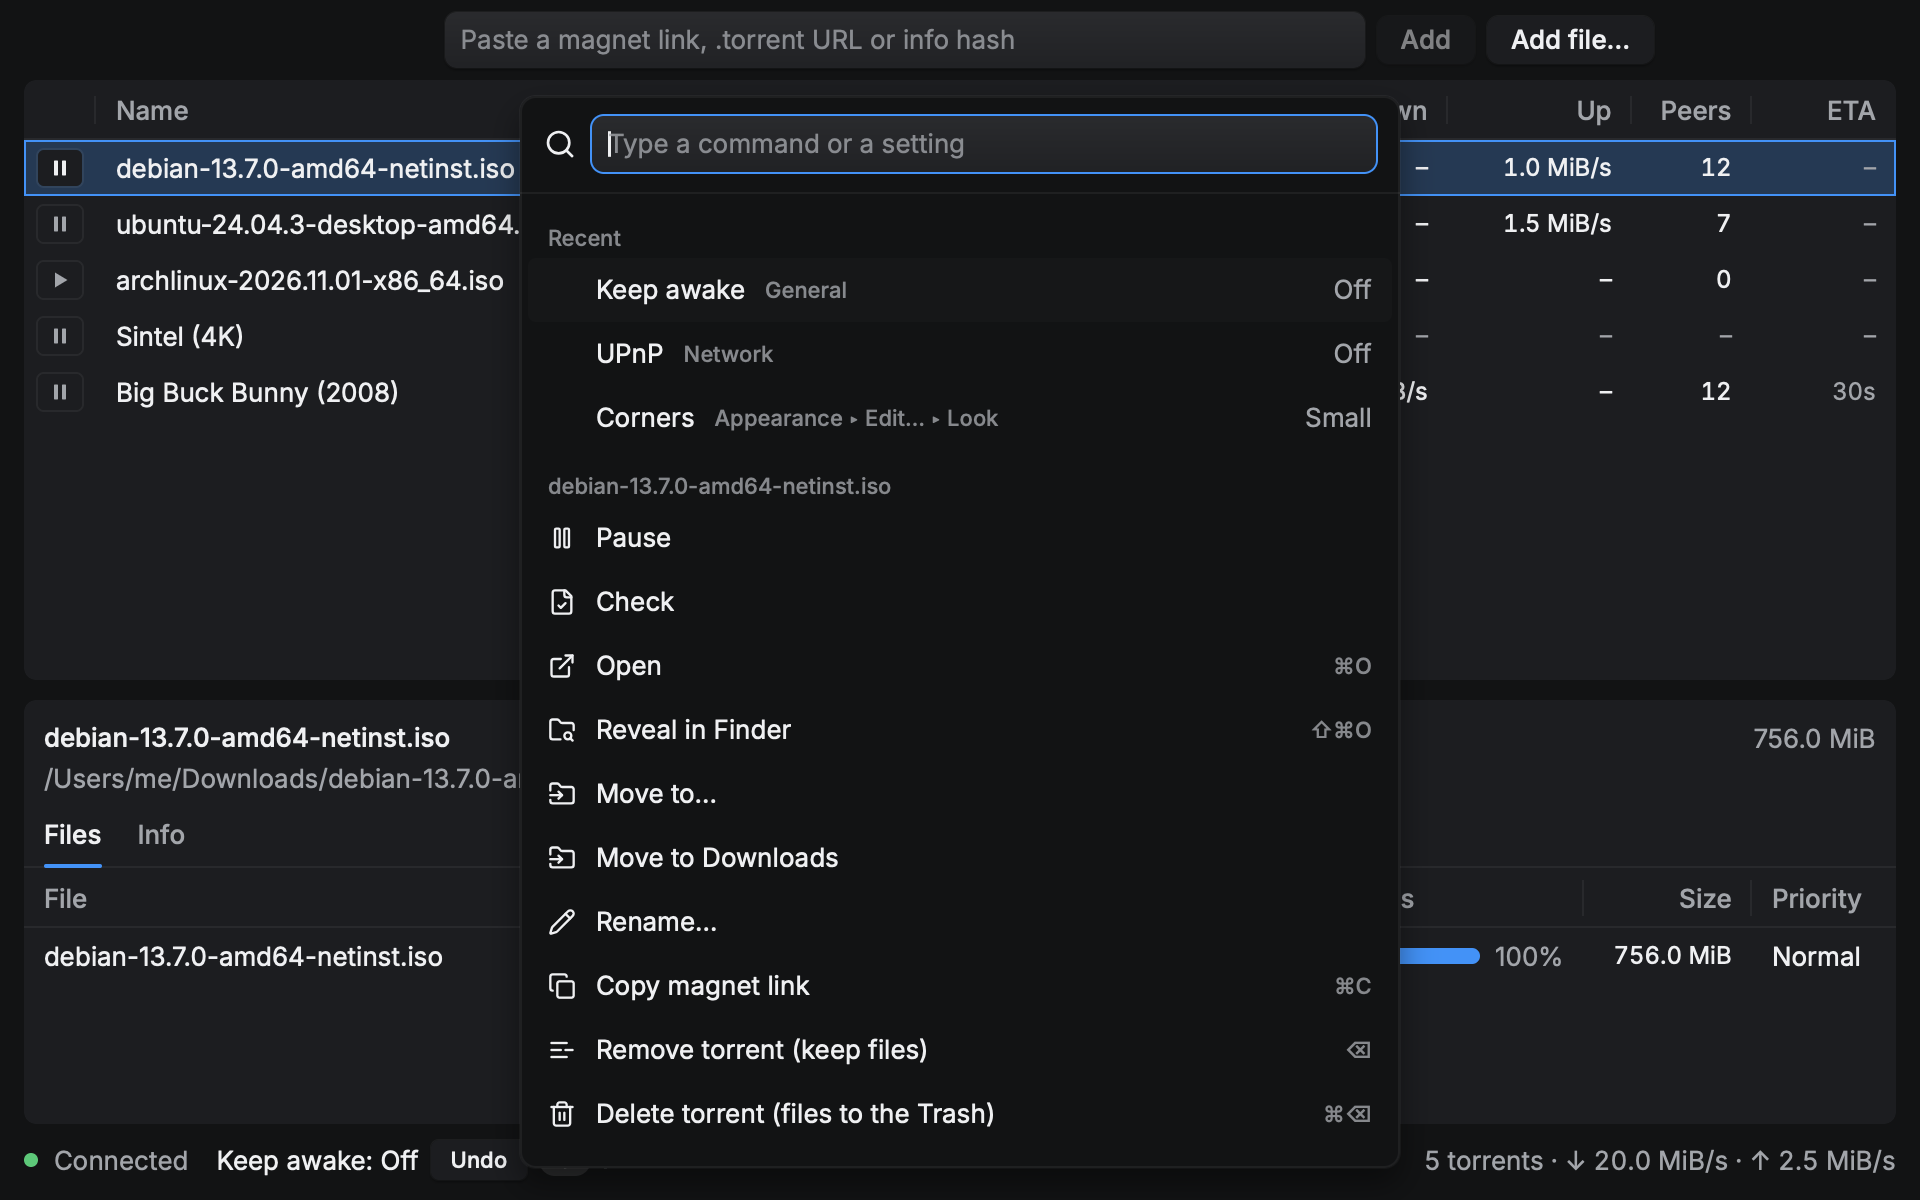 Paste a magnet link, .torrent URL or info hash
Add
Add file...
Name
Up
Peers
ETA
Type a command or a setting
debian-13.7.0-amd64-netinst.iso
– 1.0 MiB/s 12 –
ubuntu-24.04.3-desktop-amd64.
– 1.5 MiB/s 7 –
archlinux-2026.11.01-x86_64.iso
– – 0 –
Sintel (4K)
– – – –
Big Buck Bunny (2008)
– 12 30s
Recent
Keep awake General Off
UPnP Network Off
Corners Appearance ▸ Edit... ▸ Look Small
debian-13.7.0-amd64-netinst.iso
Pause
Check
Open ⌘O
Reveal in Finder ⇧⌘O
Move to...
Move to Downloads
Rename...
Copy magnet link ⌘C
Remove torrent (keep files) ⌫
Delete torrent (files to the Trash) ⌘⌫
debian-13.7.0-amd64-netinst.iso
756.0 MiB
/Users/me/Downloads/debian-13.7.0-a
Files Info
File
Size
Priority
debian-13.7.0-amd64-netinst.iso
100% 756.0 MiB Normal
Connected
Keep awake: Off
Undo
5 torrents · ↓ 20.0 MiB/s · ↑ 2.5 MiB/s